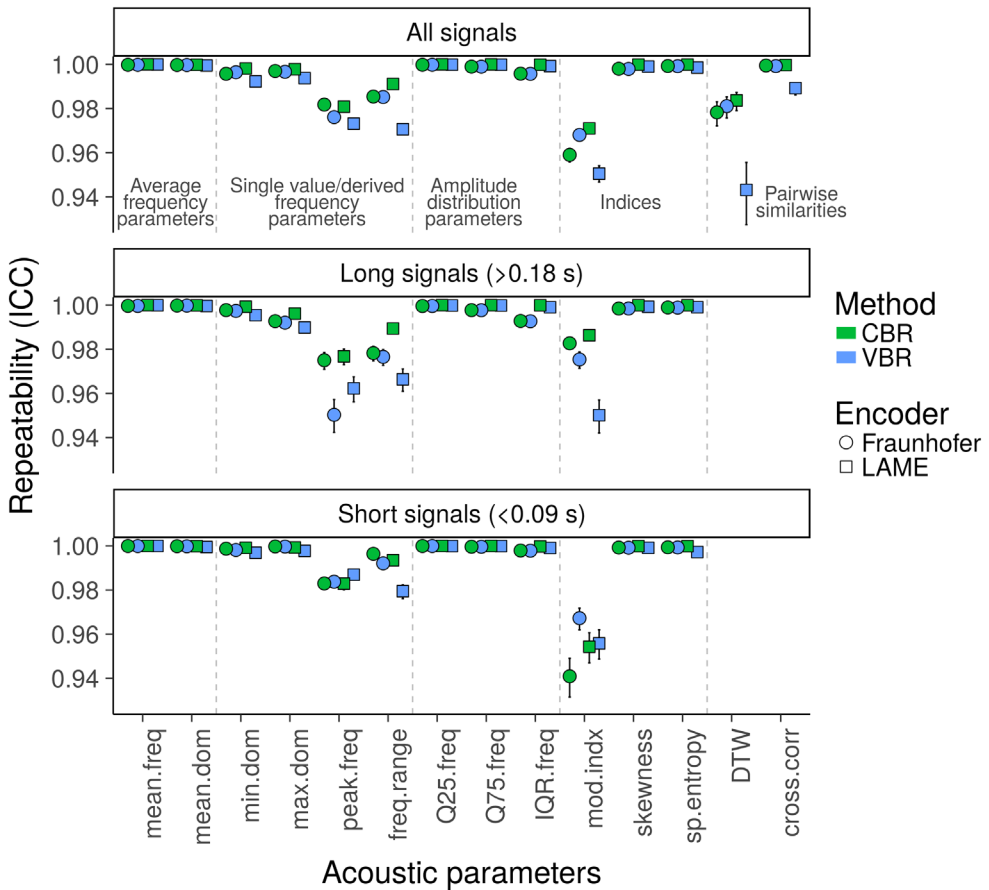 All signals
1.00
0.98
0.96
0.94
Average
frequency
parameters
Single value/derived
frequency
parameters
Amplitude
distribution
parameters
Indices
Pairwise
similarities
Long signals (>0.18 s)
1.00
0.98
0.96
0.94
Short signals (<0.09 s)
1.00
0.98
0.96
0.94
Repeatability (ICC)
mean.freq
mean.dom
min.dom
max.dom
peak.freq
freq.range
Q25.freq
Q75.freq
IQR.freq
mod.indx
skewness
sp.entropy
DTW
cross.corr
Acoustic parameters
Method
CBR
VBR
Encoder
Fraunhofer
LAME